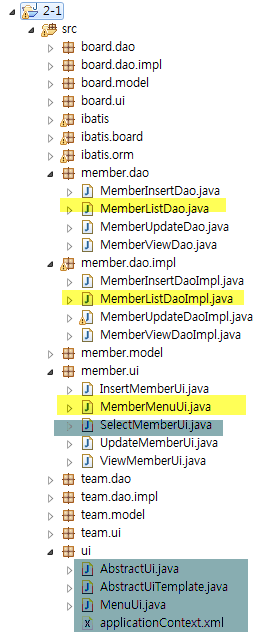 2-1
src
board.dao
board.dao.impl
board.model
board.ui
ibatis
ibatis.board
ibatis.orm
member.dao
MemberInsertDao.java
MemberListDao.java
MemberUpdateDao.java
MemberViewDao.java
member.dao.impl
MemberInsertDaoImpl.java
MemberListDaoImpl.java
MemberUpdateDaoImpl.java
MemberViewDaoImpl.java
member.model
member.ui
InsertMemberUi.java
MemberMenuUi.java
SelectMemberUi.java
UpdateMemberUi.java
ViewMemberUi.java
team.dao
team.dao.impl
team.model
team.ui
ui
AbstractUi.java
AbstractUiTemplate.java
MenuUi.java
applicationContext.xml